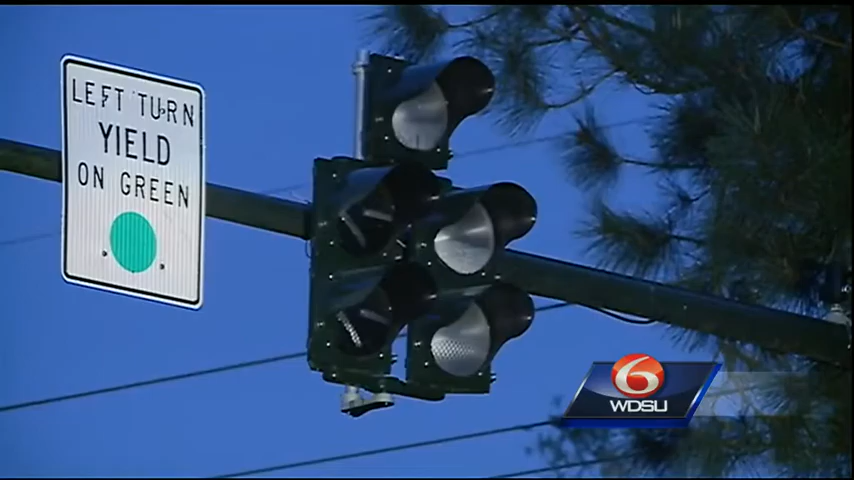 LEFT TURN
YIELD
ON GREEN
6
WDSU